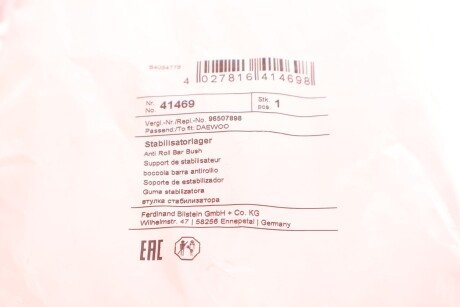 4 027816 414698
Nr. No. 41469 Stk. pcs. 1
Vergl.-Nr./Repl.-No. 96507898
Passend./To fit: DAEWOO
Stabilisatorlager
Anti Roll Bar Bush
Support de stabilisateur
boccola barra antirollio
Soporte de estabilizador
Guma stabilizatora
втулка стабилизатора
Ferdinand Bilstein GmbH + Co. KG
Wilhelmstr. 47 | 58256 Ennepetal | Germany
EAC